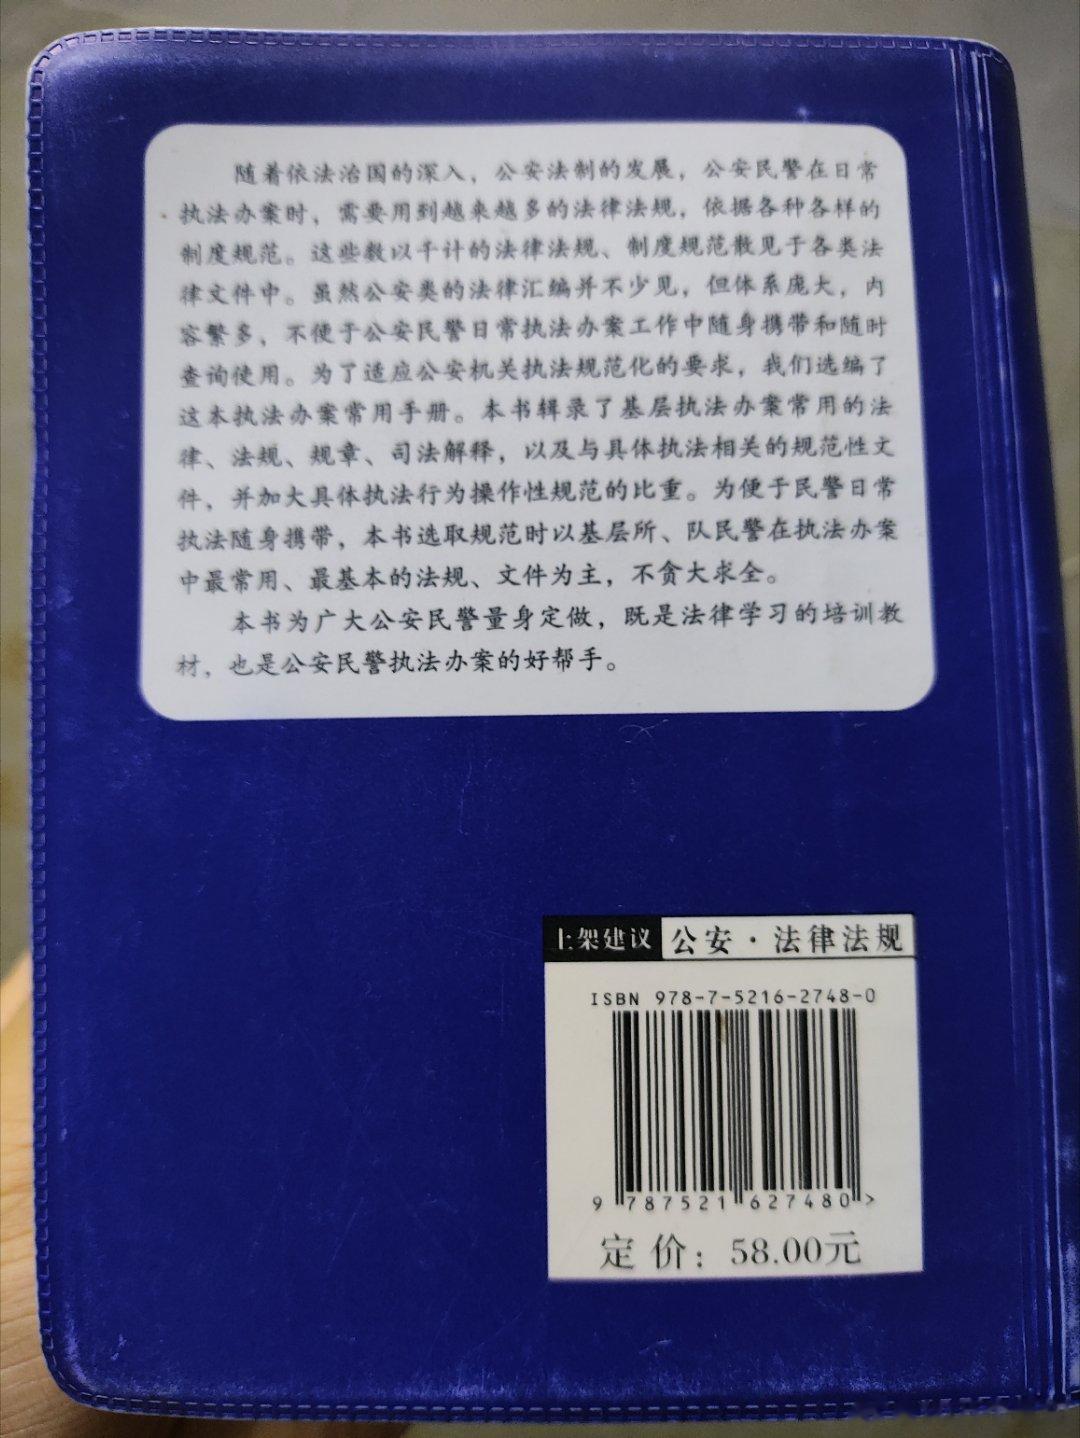 随着依法治国的深入，公安法制的发展，公安民警在日常
执法办案时，需要用到越来越多的法律法规，依据各种各样的
制度规范。这些数以千计的法律法规、制度规范散见于各类法
律文件中。虽然公安类的法律汇编并不少见，但体系庞大，内
容繁多，不便于公安民警日常执法办案工作中随身携带和随时
查询使用。为了适应公安机关执法规范化的要求，我们选编了
这本执法办案常用手册。本书辑录了基层执法办案常用的法
律、法规、规章、司法解释，以及与具体执法相关的规范性文
件，并加大具体执法行为操作性规范的比重。为便于民警日常
执法随身携带，本书选取规范时以基层所、队民警在执法办案
中最常用、最基本的法规、文件为主，不贪大求全。
本书为广大公安民警量身定做，既是法律学习的培训教
材，也是公安民警执法办案的好帮手。
上架建议 公安·法律法规
ISBN 978-7-5216-2748-0
9 787521 627480 >
定价：58.00元